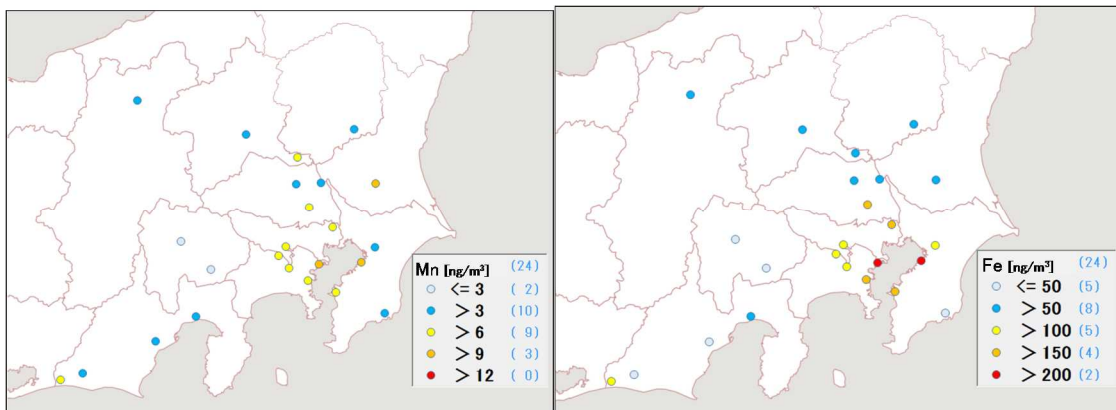 Mn [ng/m³] (24)
<= 3 ( 2)
> 3 (10)
> 6 ( 9)
> 9 ( 3)
> 12 ( 0)
Fe [ng/m³] (24)
<= 50 (5)
> 50 (8)
> 100 (5)
> 150 (4)
> 200 (2)